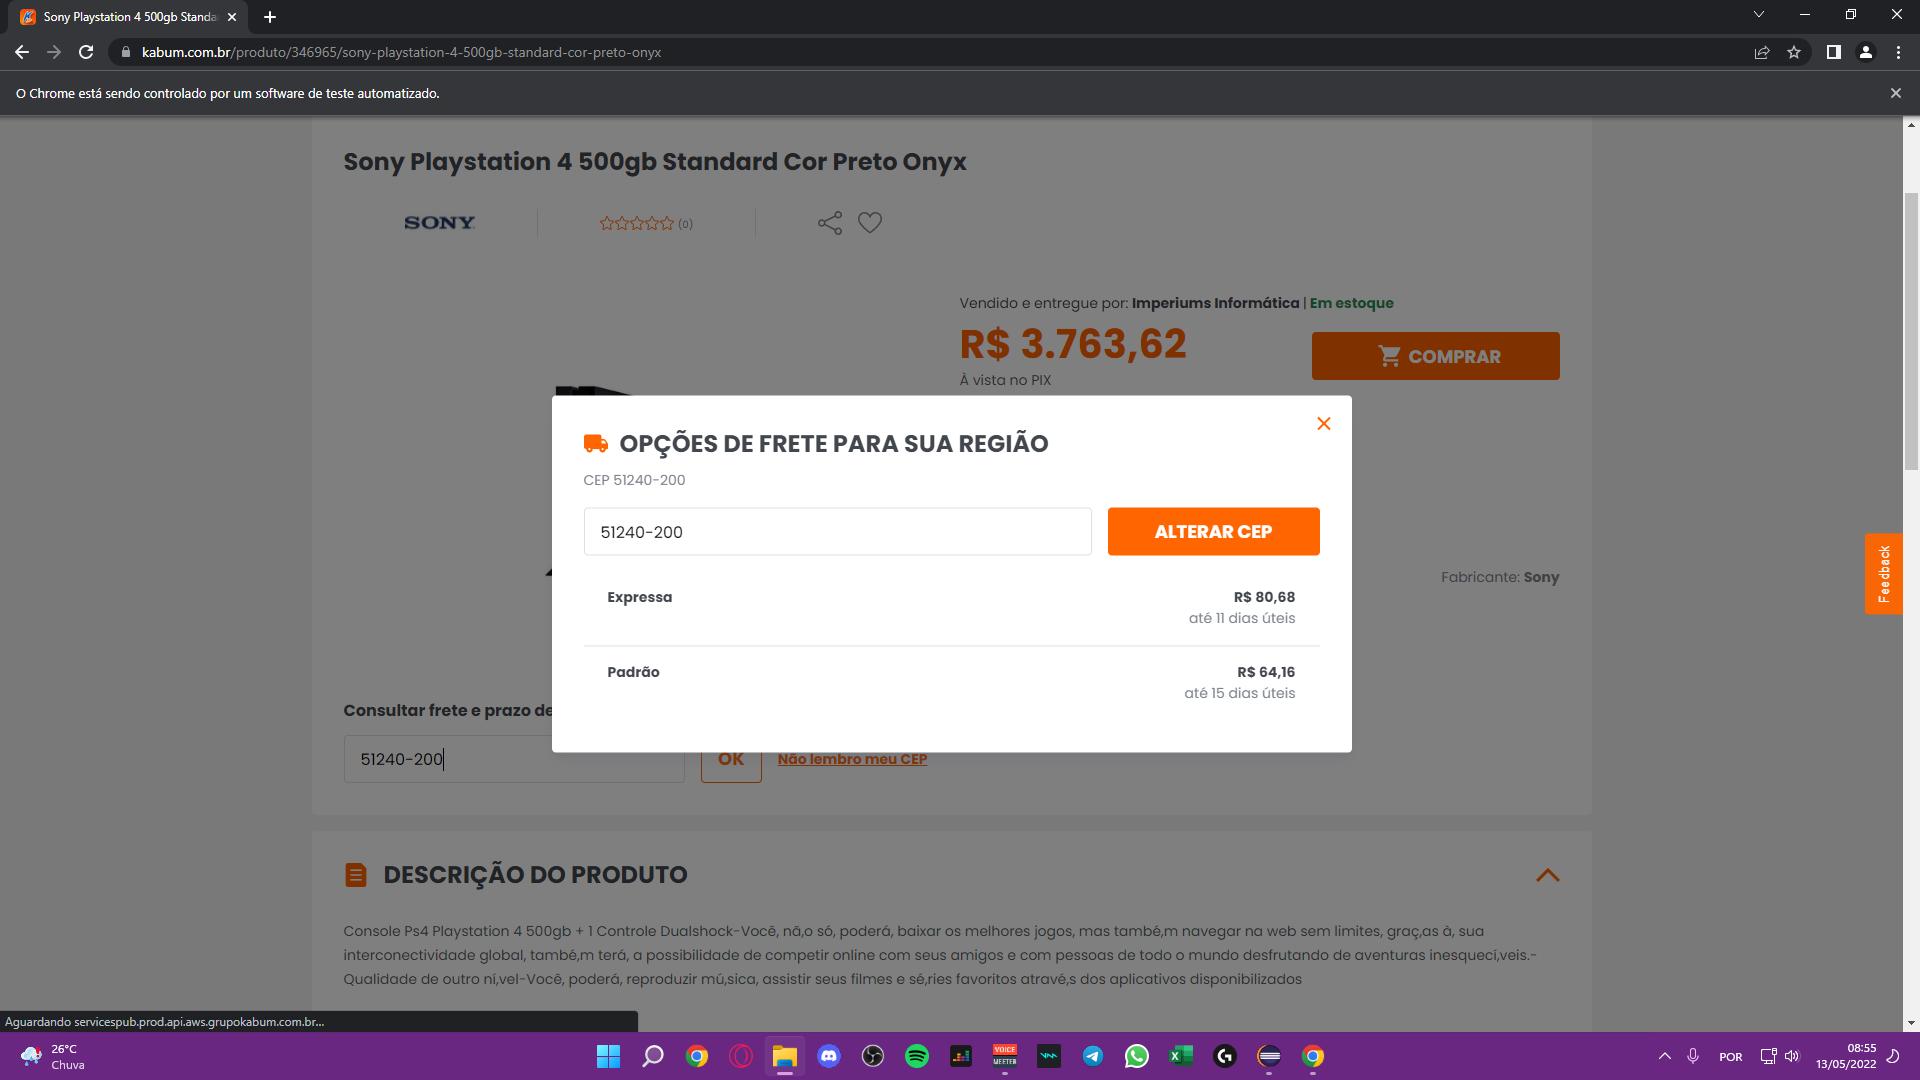 Sony Playstation 4 500gb Standa
kabum.com.br/produto/346965/sony-playstation-4-500gb-standard-cor-preto-onyx
O Chrome está sendo controlado por um software de teste automatizado.
Sony Playstation 4 500gb Standard Cor Preto Onyx
SONY (0)
Vendido e entregue por: Imperiums Informática | Em estoque
R$ 3.763,62
COMPRAR
À vista no PIX
OPÇÕES DE FRETE PARA SUA REGIÃO
CEP 51240-200
51240-200
ALTERAR CEP
Expressa
R$ 80,68
até 11 dias úteis
Padrão
R$ 64,16
até 15 dias úteis
Fabricante: Sony
Feedback
Consultar frete e prazo de
51240-200
OK
Não lembro meu CEP
DESCRIÇÃO DO PRODUTO
Console Ps4 Playstation 4 500gb + 1 Controle Dualshock-Você, nã,o só, poderá, baixar os melhores jogos, mas també,m navegar na web sem limites, graç,as à, sua
interconectividade global, també,m terá, a possibilidade de competir online com seus amigos e com pessoas de todo o mundo desfrutando de aventuras inesquecí,veis.-
Qualidade de outro ní,vel-Você, poderá, reproduzir mú,sica, assistir seus filmes e sé,ries favoritos atravé,s dos aplicativos disponibilizados
Aguardando servicespub.prod.api.aws.grupokabum.com.br...
26°C
Chuva
VOICE
MEETER
POR
08:55
13/05/2022